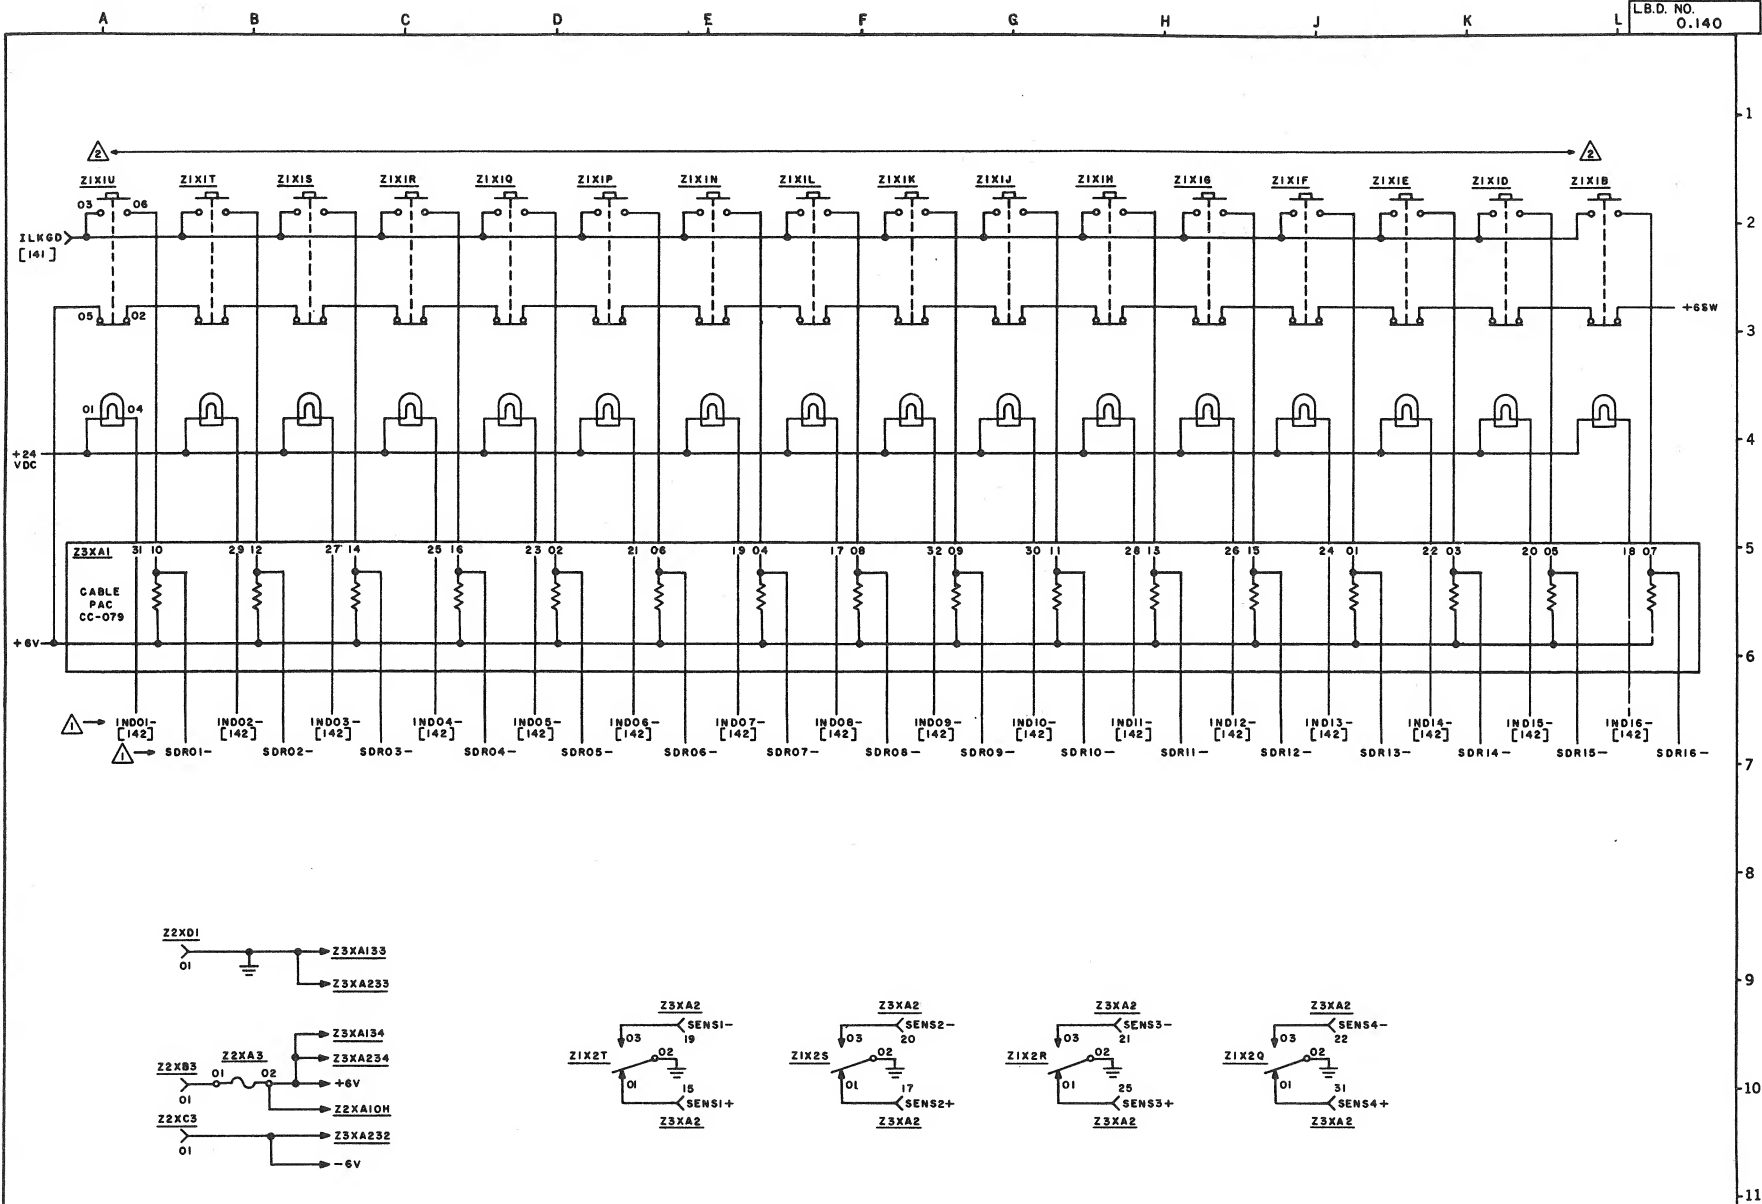 A B C D E F G H J K L
L.B.D. NO.
0.140
1
2 2
Z1X1U Z1X1T Z1X1S Z1X1R Z1X1Q Z1X1P Z1X1N Z1X1L Z1X1K Z1X1J Z1X1H Z1X1G Z1X1F Z1X1E Z1X1D Z1X1B
03 06
2
ILKGD
[141]
+6SW
05 02
3
01 04
4
+24
VDC
5
Z3XA1 31 10 29 12 27 14 25 16 23 02 21 06 19 04 17 08 32 09 30 11 28 13 26 15 24 01 22 03 20 05 18 07
CABLE
PAC
CC-079
+6V
6
1 IND01- IND02- IND03- IND04- IND05- IND06- IND07- IND08- IND09- IND10- IND11- IND12- IND13- IND14- IND15- IND16-
[142] [142] [142] [142] [142] [142] [142] [142] [142] [142] [142] [142] [142] [142] [142] [142]
1 SDR01- SDR02- SDR03- SDR04- SDR05- SDR06- SDR07- SDR08- SDR09- SDR10- SDR11- SDR12- SDR13- SDR14- SDR15- SDR16-
7
8
Z2XD1
01
Z3XA133
Z3XA233
9
Z3XA134
Z3XA234
Z2XB3
01
Z2XA3
01 02
+6V
Z2XA10H
Z2XC3
01
Z3XA232
-6V
Z3XA2
SENS1-
19
03
Z1X2T
02
01
15
SENS1+
Z3XA2
Z3XA2
SENS2-
20
03
Z1X2S
02
01
17
SENS2+
Z3XA2
Z3XA2
SENS3-
21
03
Z1X2R
02
01
25
SENS3+
Z3XA2
Z3XA2
SENS4-
22
03
Z1X2Q
02
01
31
SENS4+
Z3XA2
10
11